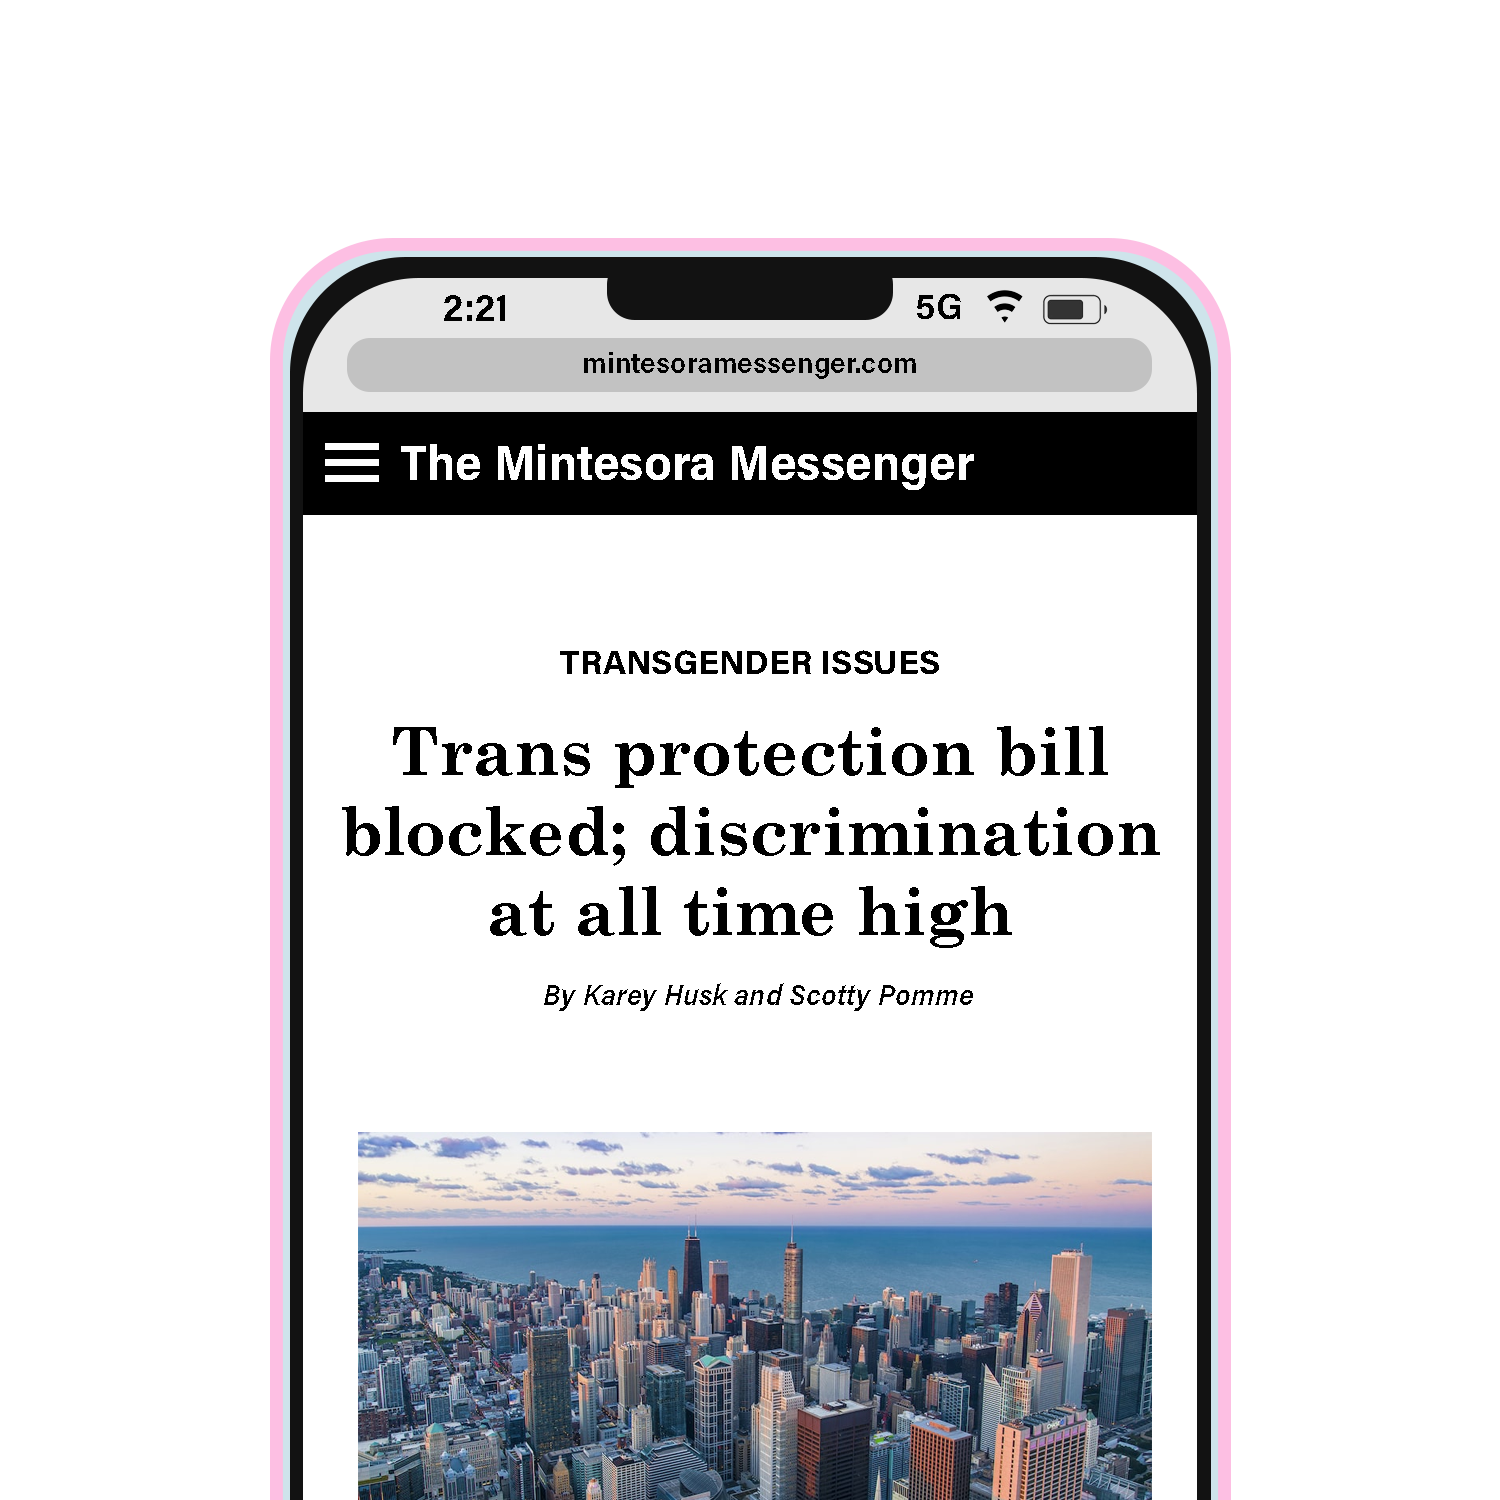 2:21 5G
mintesoramessenger.com
The Mintesora Messenger
TRANSGENDER ISSUES
Trans protection bill
blocked; discrimination
at all time high
By Karey Husk and Scotty Pomme